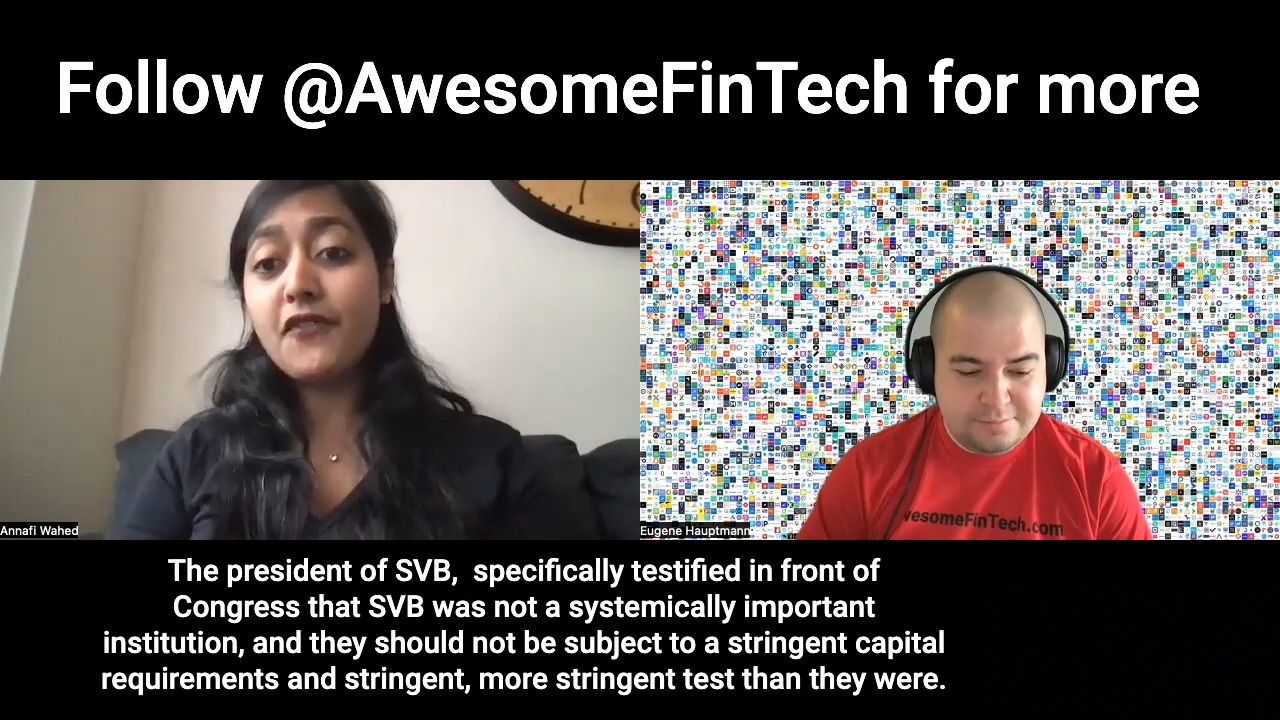 Follow @AwesomeFinTech for more
Annafi Wahed
Eugene Hauptmann
wesomeFinTech.com
The president of SVB,  specifically testified in front of
Congress that SVB was not a systemically important
institution, and they should not be subject to a stringent capital
requirements and stringent, more stringent test than they were.